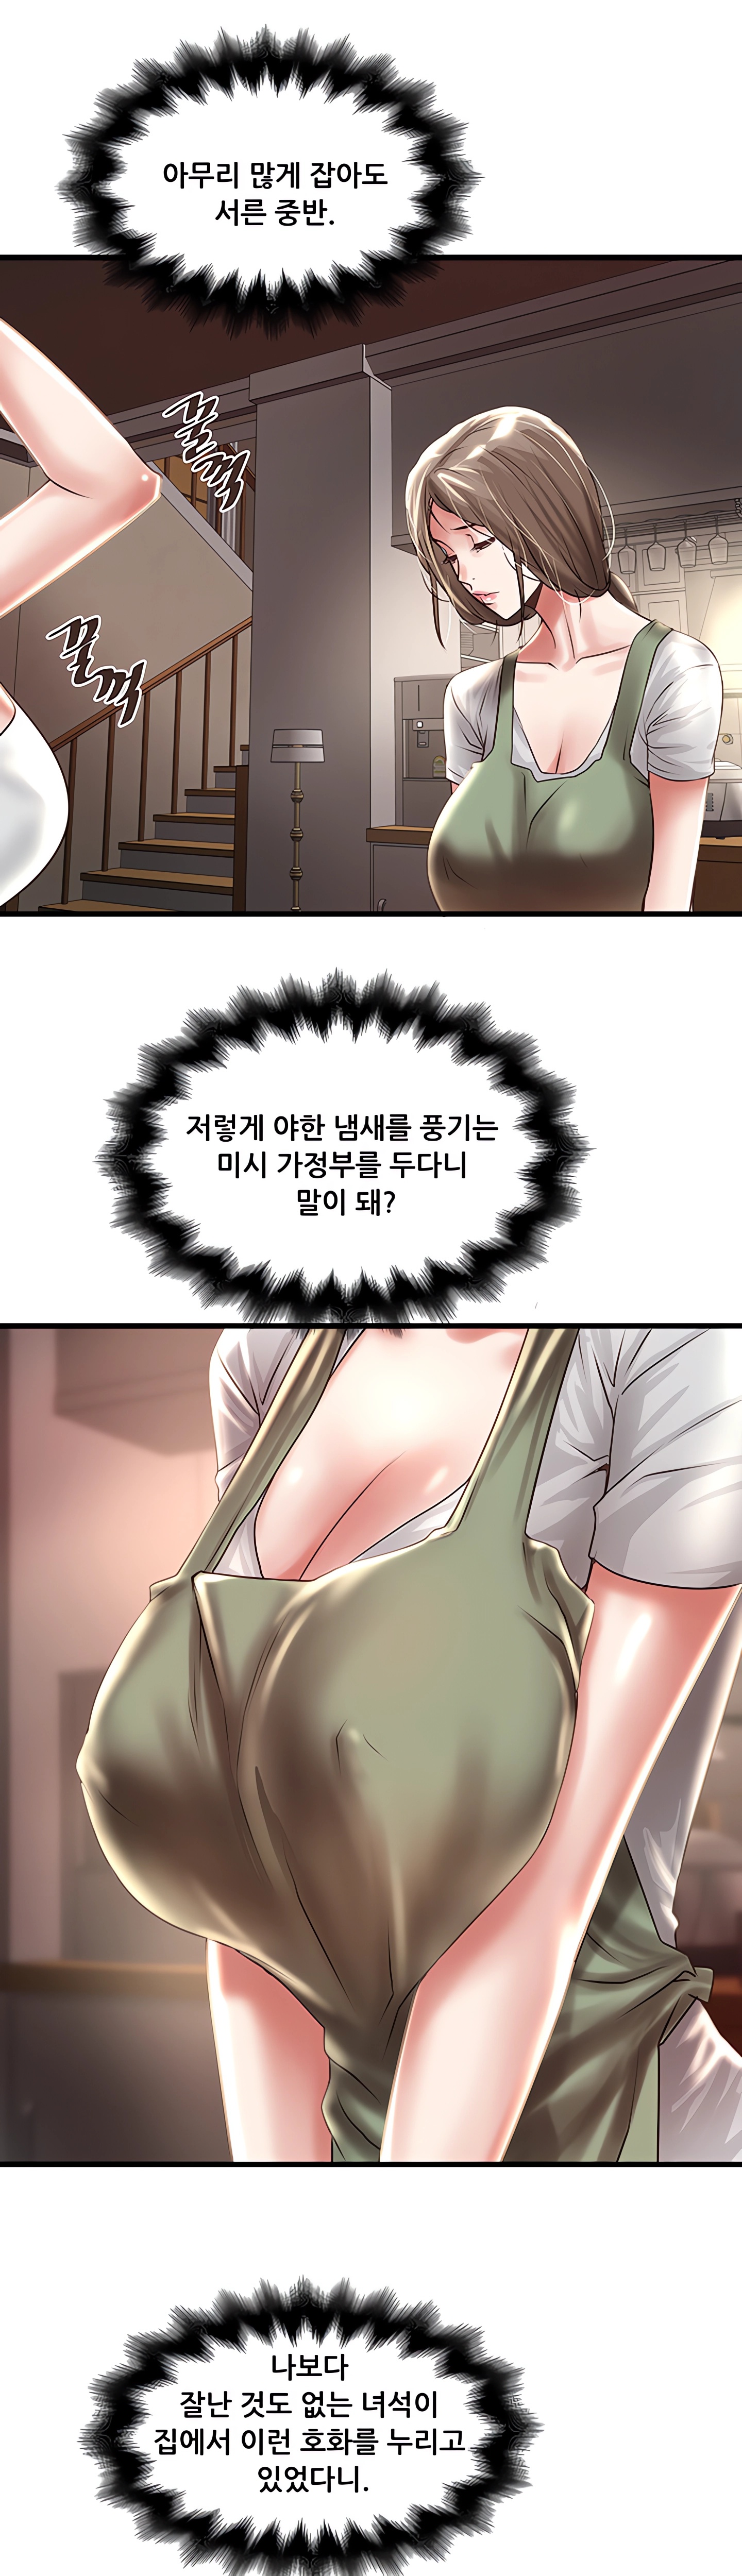 아무리 많게 잡아도
서른 중반.
꿀꺽
꿀꺽
저렇게 야한 냄새를 풍기는
미시 가정부를 두다니
말이 돼?
나보다
잘난 것도 없는 녀석이
집에서 이런 호화를 누리고
있었다니.